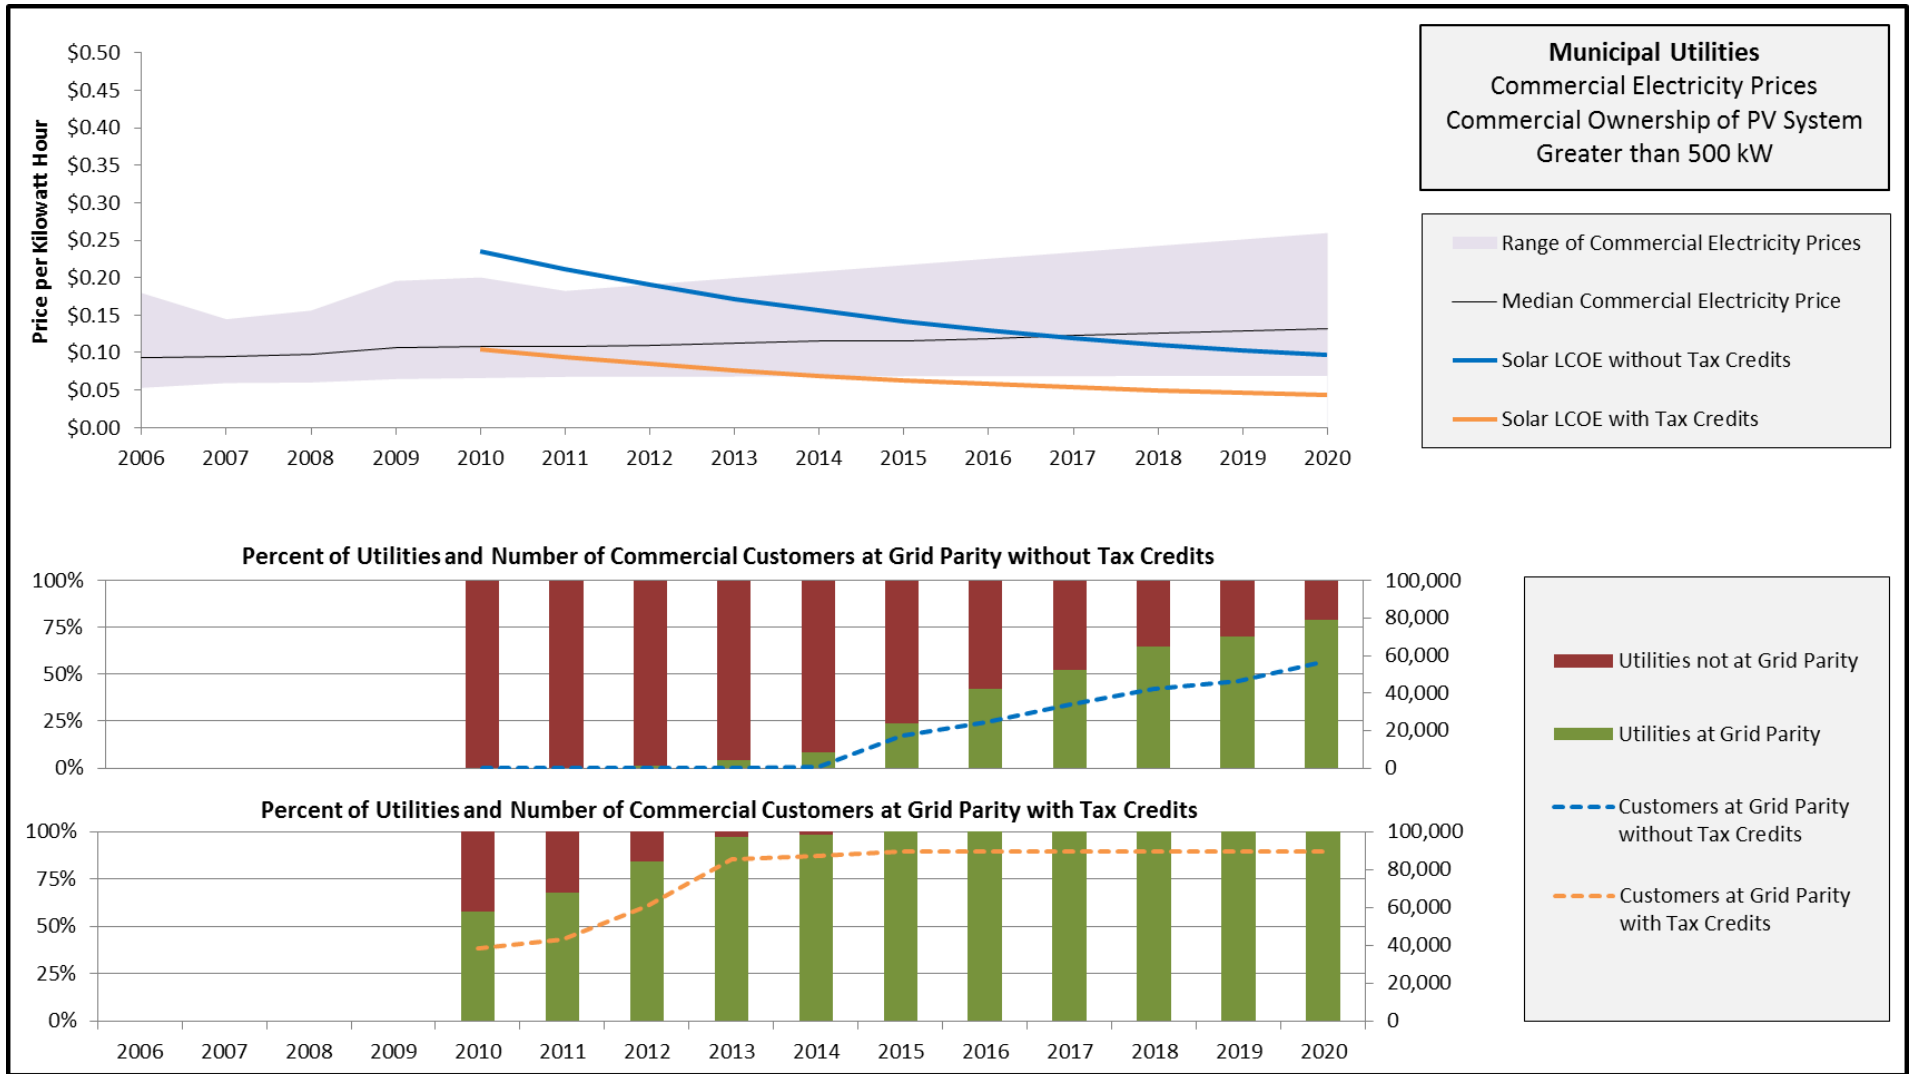 $0.50
$0.45
$0.40
$0.35
$0.30
$0.25
$0.20
$0.15
$0.10
$0.05
$0.00
Price per Kilowatt Hour
2006 2007 2008 2009 2010 2011 2012 2013 2014 2015 2016 2017 2018 2019 2020
Municipal Utilities
Commercial Electricity Prices
Commercial Ownership of PV System
Greater than 500 kW
Range of Commercial Electricity Prices
Median Commercial Electricity Price
Solar LCOE without Tax Credits
Solar LCOE with Tax Credits
Percent of Utilities and Number of Commercial Customers at Grid Parity without Tax Credits
100%
75%
50%
25%
0%
100,000
80,000
60,000
40,000
20,000
0
Percent of Utilities and Number of Commercial Customers at Grid Parity with Tax Credits
100%
75%
50%
25%
0%
100,000
80,000
60,000
40,000
20,000
0
2006 2007 2008 2009 2010 2011 2012 2013 2014 2015 2016 2017 2018 2019 2020
Utilities not at Grid Parity
Utilities at Grid Parity
Customers at Grid Parity
without Tax Credits
Customers at Grid Parity
with Tax Credits